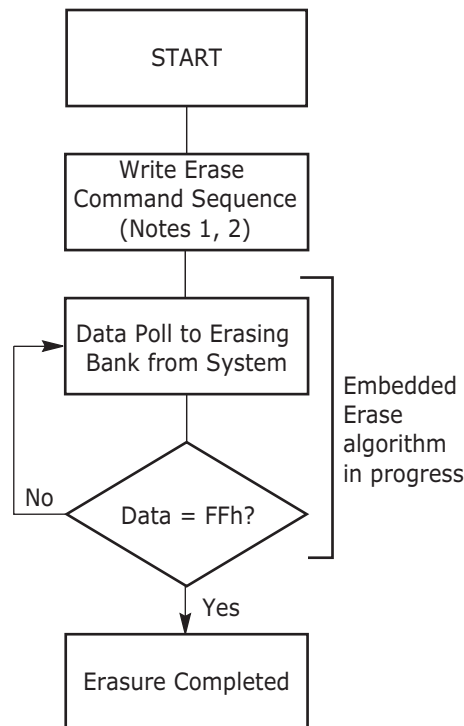 START
Write Erase
Command Sequence
(Notes 1, 2)
Data Poll to Erasing
Bank from System
Embedded
Erase
algorithm
in progress
No
Data = FFh?
Yes
Erasure Completed